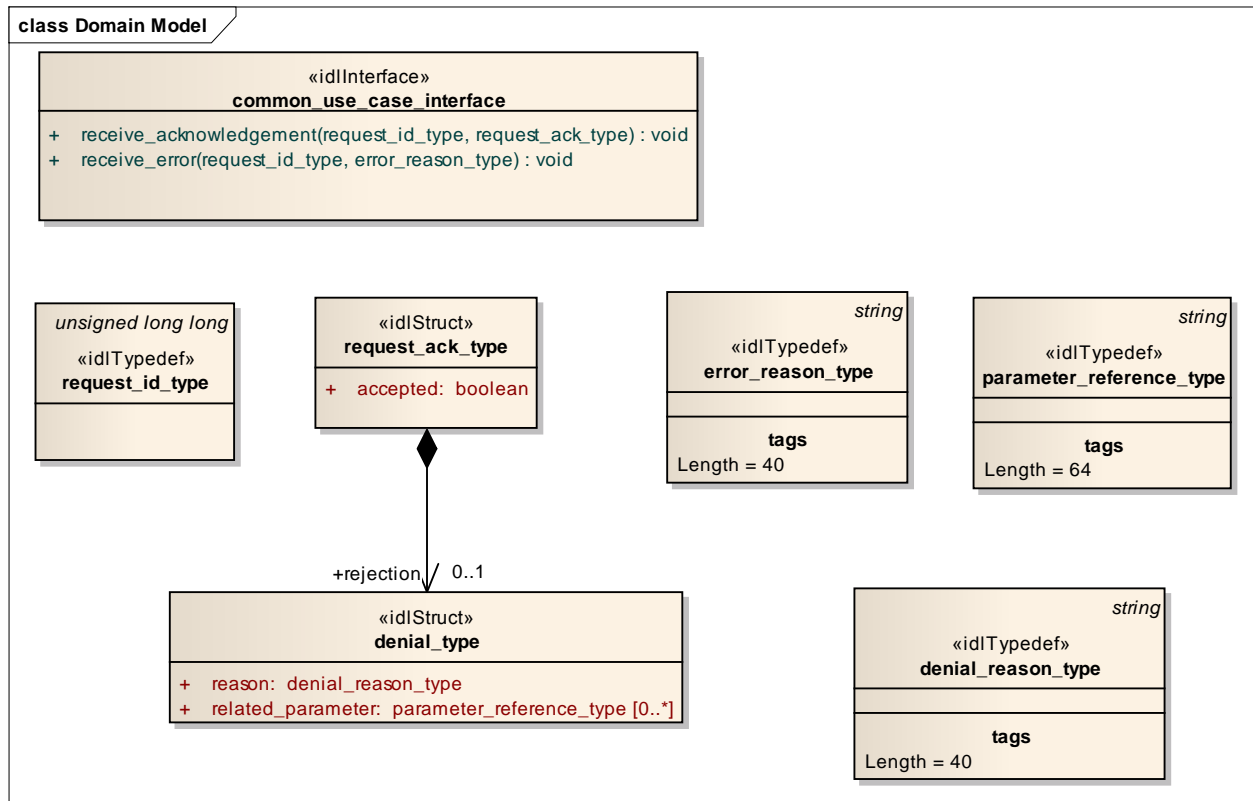 class Domain Model
«idlInterface»
common_use_case_interface
+ receive_acknowledgement(request_id_type, request_ack_type) : void
+ receive_error(request_id_type, error_reason_type) : void
unsigned long long
«idlTypedef»
request_id_type
«idlStruct»
request_ack_type
+ accepted: boolean
string
«idlTypedef»
error_reason_type
tags
Length = 40
string
«idlTypedef»
parameter_reference_type
tags
Length = 64
+rejection 0..1
«idlStruct»
denial_type
+ reason: denial_reason_type
+ related_parameter: parameter_reference_type [0..*]
string
«idlTypedef»
denial_reason_type
tags
Length = 40